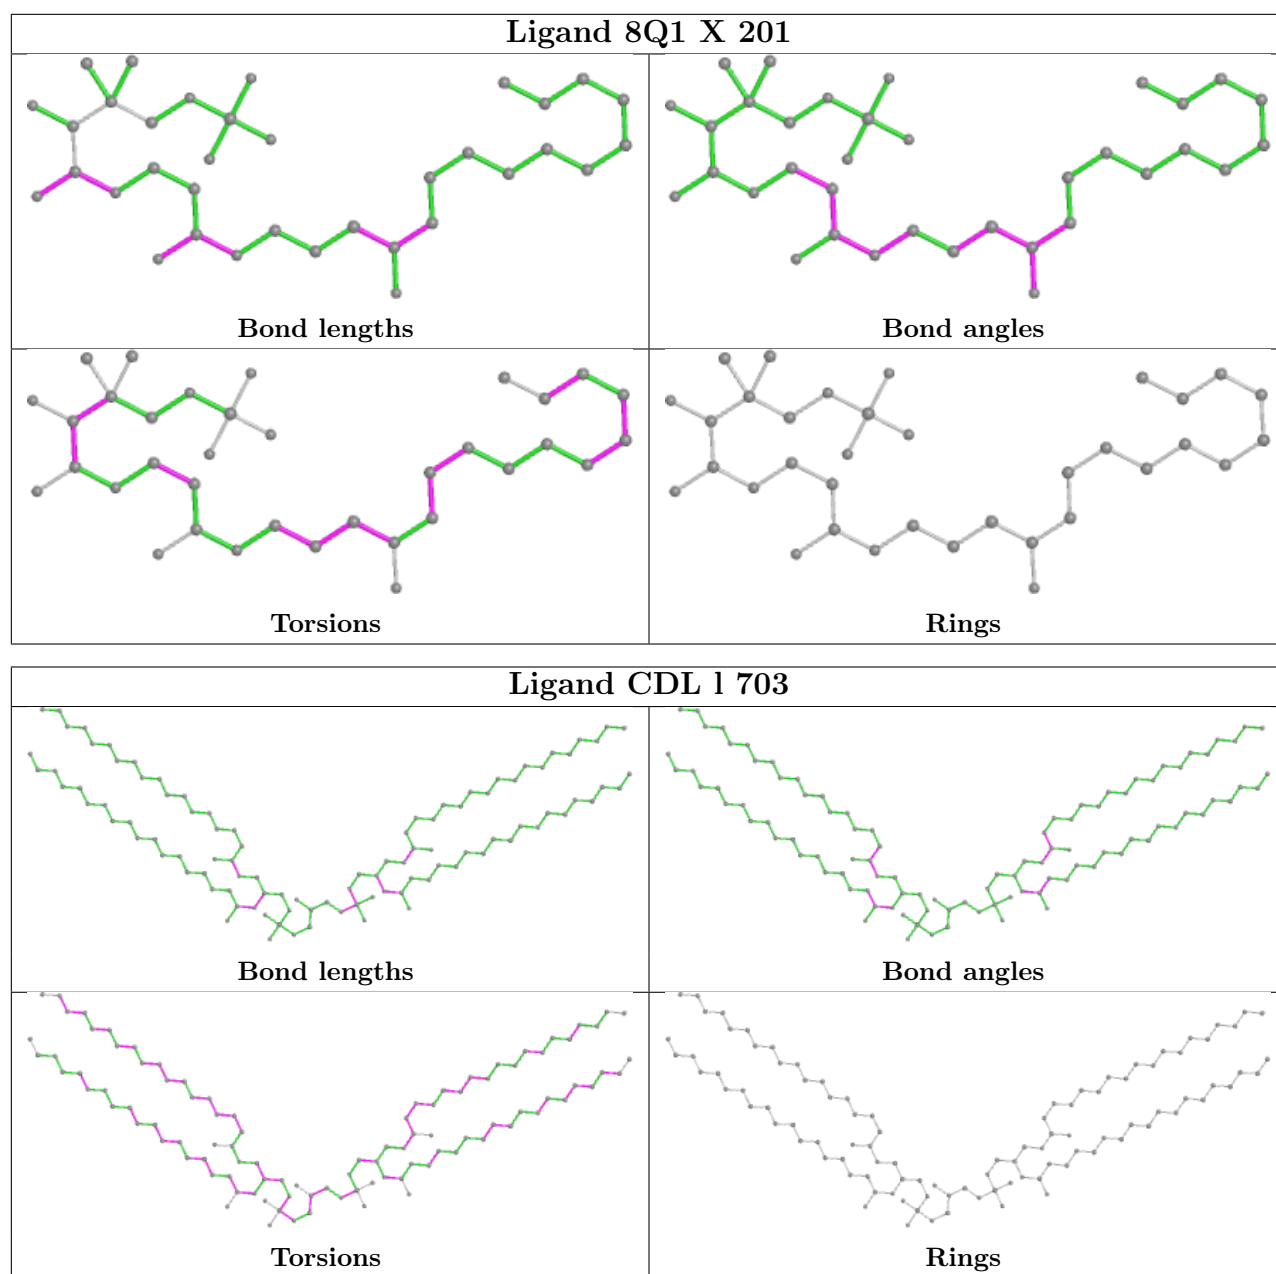 Ligand 8Q1 X 201
Bond lengths
Bond angles
Torsions
Rings
Ligand CDL l 703
Bond lengths
Bond angles
Torsions
Rings